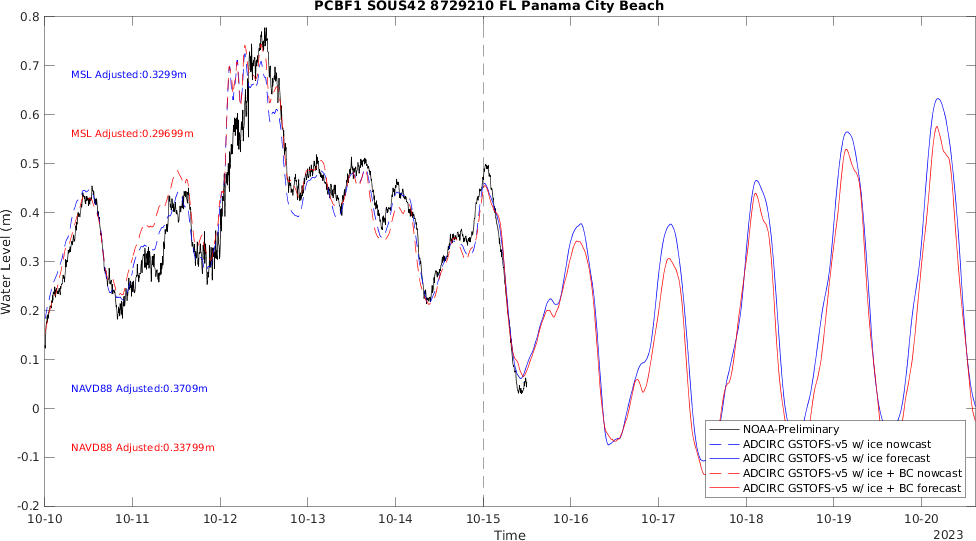 PCBF1 SOUS42 8729210 FL Panama City Beach
0.8
0.7
0.6
0.5
0.4
0.3
0.2
0.1
0
-0.1
-0.2
Water Level (m)
MSL Adjusted:0.3299m
MSL Adjusted:0.29699m
NAVD88 Adjusted:0.3709m
NAVD88 Adjusted:0.33799m
NOAA-Preliminary
ADCIRC GSTOFS-v5 w/ ice nowcast
ADCIRC GSTOFS-v5 w/ ice forecast
ADCIRC GSTOFS-v5 w/ ice + BC nowcast
ADCIRC GSTOFS-v5 w/ ice + BC forecast
10-10 10-11 10-12 10-13 10-14 10-15 10-16 10-17 10-18 10-19 10-20
Time
2023